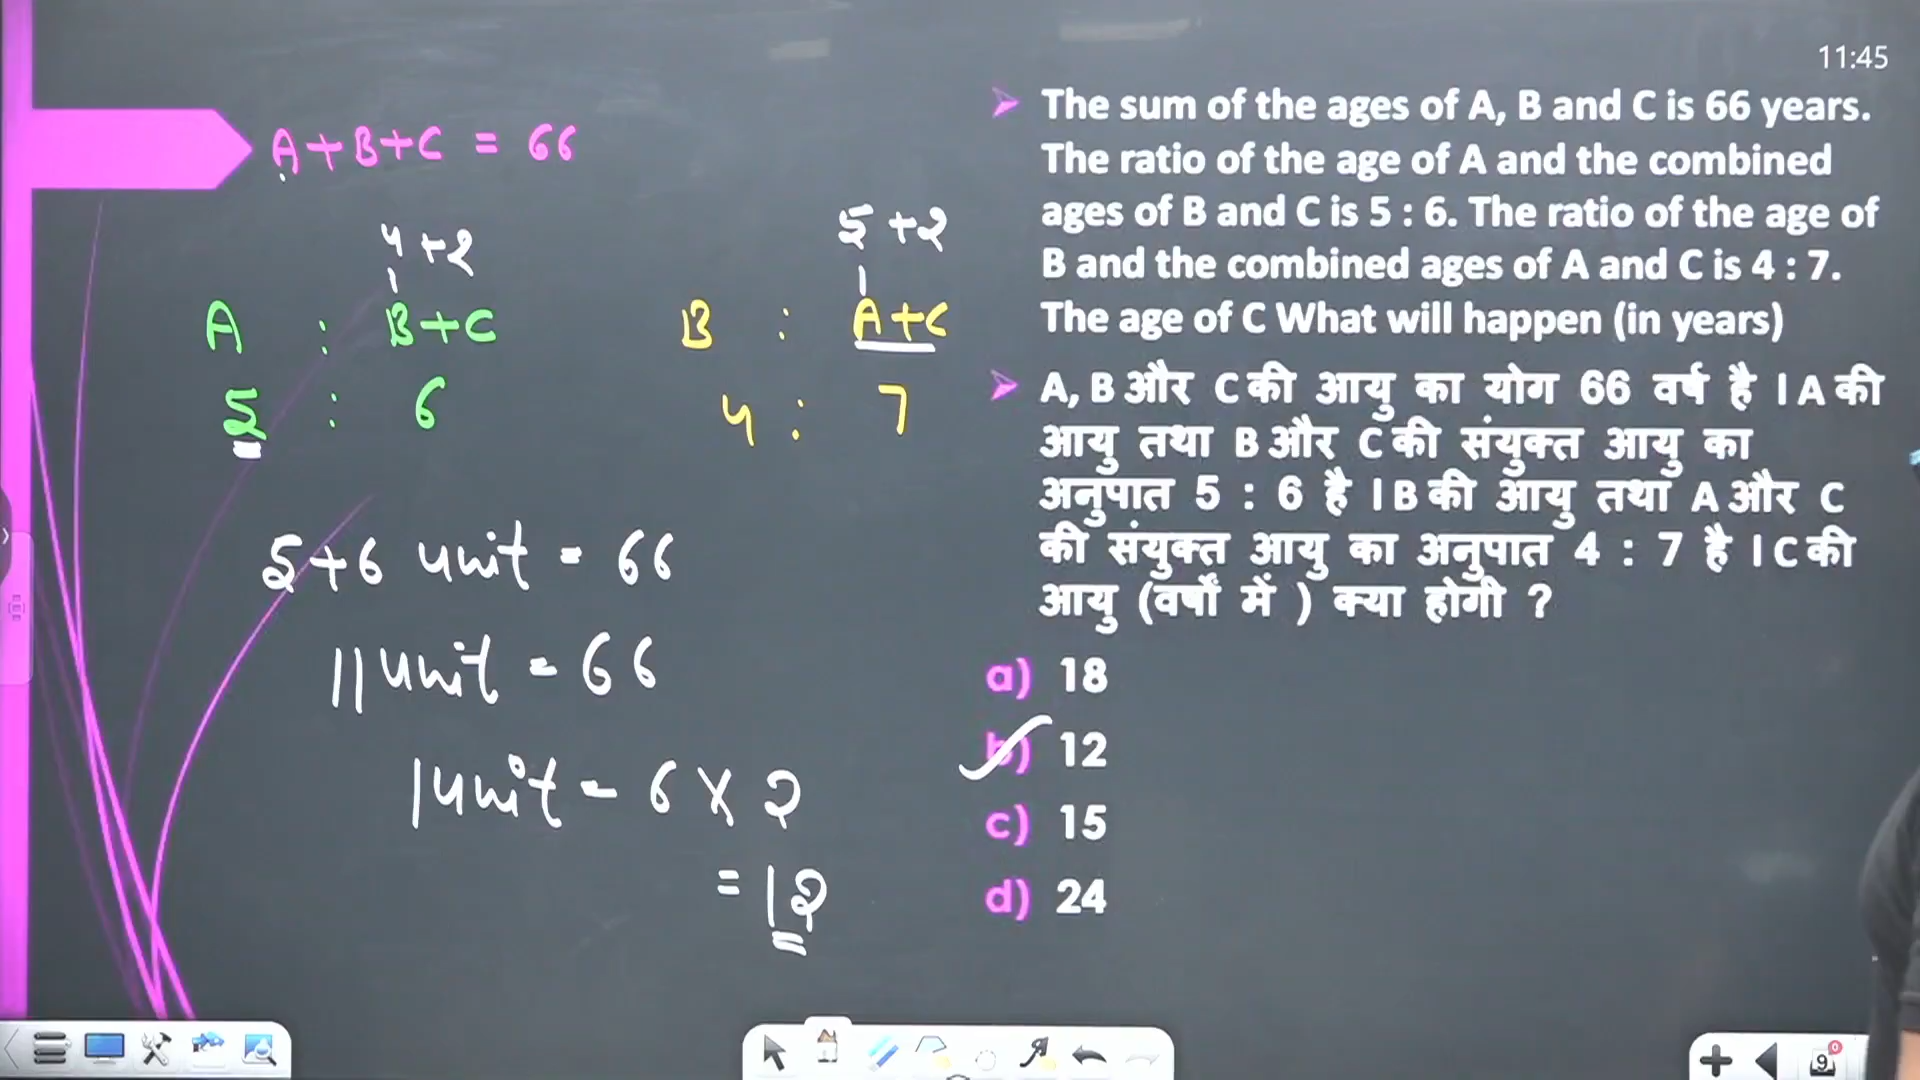 11:45
A+B+C = 66
4+2
5+2
A : B+C
B : A+C
5 : 6
4 : 7
5+6 unit = 66
11 unit = 66
1 unit = 6 X 2
= 12
The sum of the ages of A, B and C is 66 years.
The ratio of the age of A and the combined
ages of B and C is 5 : 6. The ratio of the age of
B and the combined ages of A and C is 4 : 7.
The age of C What will happen (in years)
A, B और C की आयु का योग 66 वर्ष है । A की
आयु तथा B और C की संयुक्त आयु का
अनुपात 5 : 6 है । B की आयु तथा A और C
की संयुक्त आयु का अनुपात 4 : 7 है । C की
आयु (वर्षों में ) क्या होगी ?
a) 18
b) 12
c) 15
d) 24
9 0